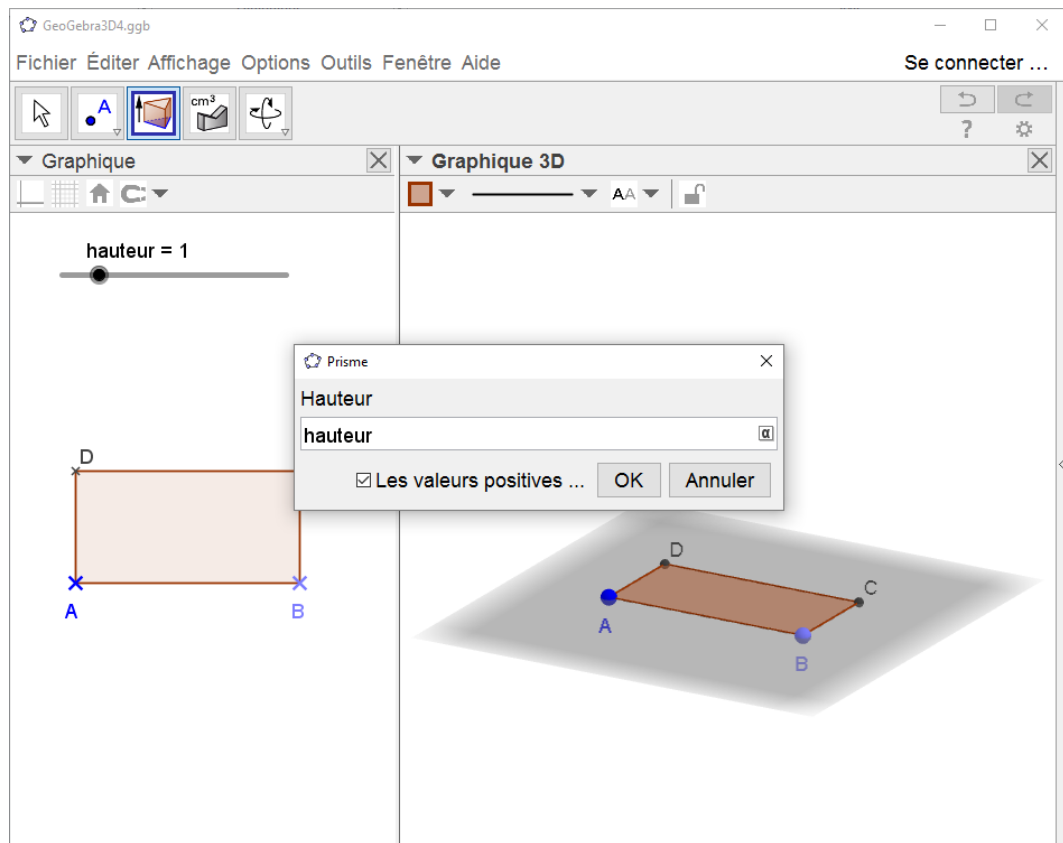 GeoGebra3D4.ggb
Fichier Éditer Affichage Options Outils Fenêtre Aide Se connecter ...
A cm³
?
Graphique
Graphique 3D
AA
hauteur = 1
Prisme
Hauteur
hauteur α
Les valeurs positives ... OK Annuler
D
A B
D
C
A
B